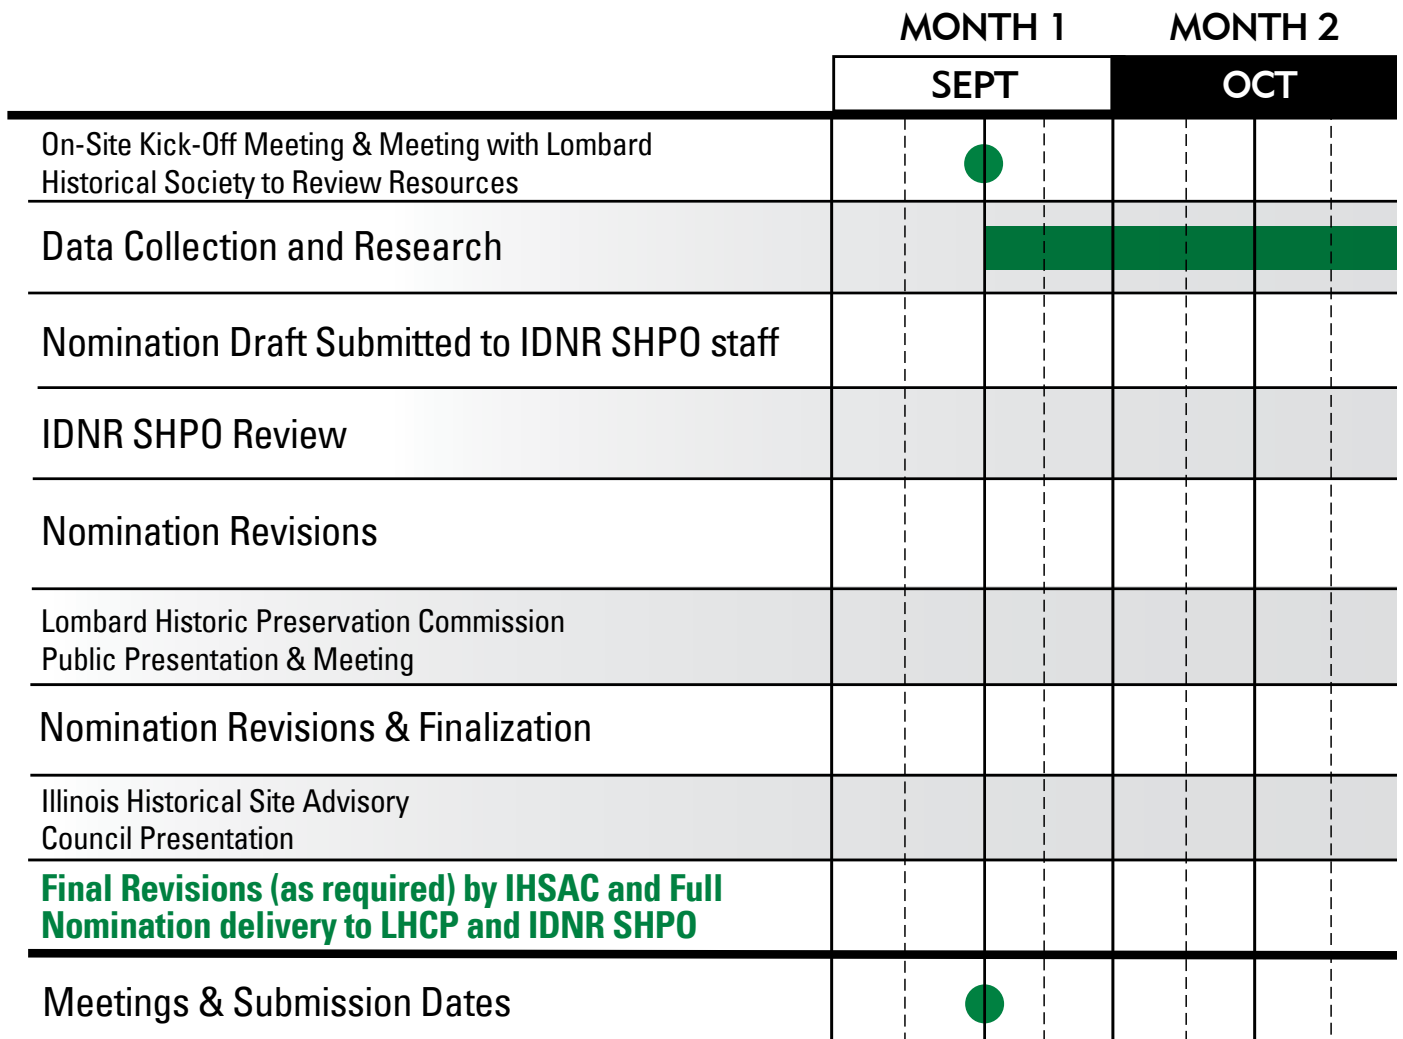 MONTH 1 MONTH 2
SEPT OCT
On-Site Kick-Off Meeting & Meeting with Lombard
Historical Society to Review Resources
Data Collection and Research
Nomination Draft Submitted to IDNR SHPO staff
IDNR SHPO Review
Nomination Revisions
Lombard Historic Preservation Commission
Public Presentation & Meeting
Nomination Revisions & Finalization
Illinois Historical Site Advisory
Council Presentation
Final Revisions (as required) by IHSAC and Full
Nomination delivery to LHCP and IDNR SHPO
Meetings & Submission Dates